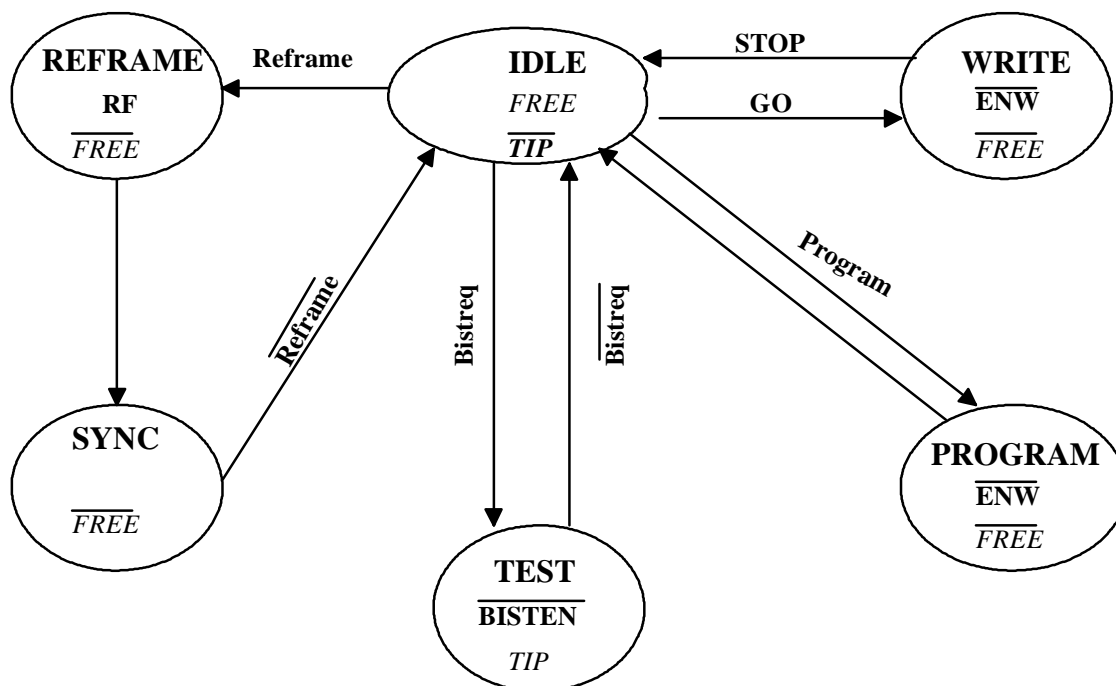 REFRAME
RF
FREE
Reframe
IDLE
FREE
TIP
STOP
GO
WRITE
ENW
FREE
Reframe
Bistreq
Bistreq
Program
SYNC
FREE
TEST
BISTEN
TIP
PROGRAM
ENW
FREE